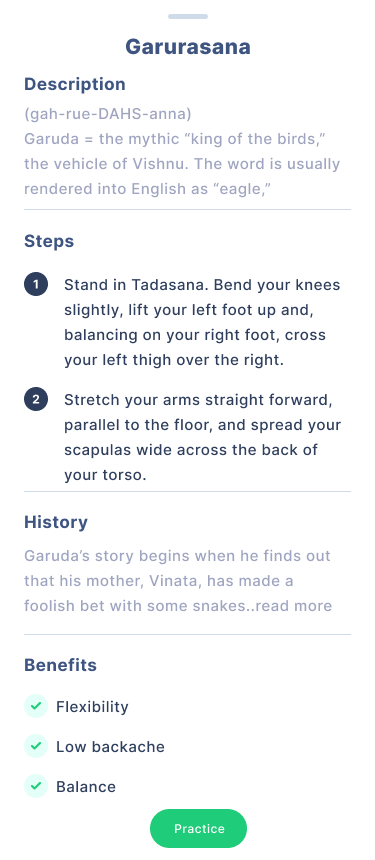 Garurasana
Description
(gah-rue-DAHS-anna)
Garuda = the mythic “king of the birds,”
the vehicle of Vishnu. The word is usually
rendered into English as “eagle,”
Steps
1
Stand in Tadasana. Bend your knees
slightly, lift your left foot up and,
balancing on your right foot, cross
your left thigh over the right.
2
Stretch your arms straight forward,
parallel to the floor, and spread your
scapulas wide across the back of
your torso.
History
Garuda’s story begins when he finds out
that his mother, Vinata, has made a
foolish bet with some snakes..read more
Benefits
Flexibility
Low backache
Balance
Practice